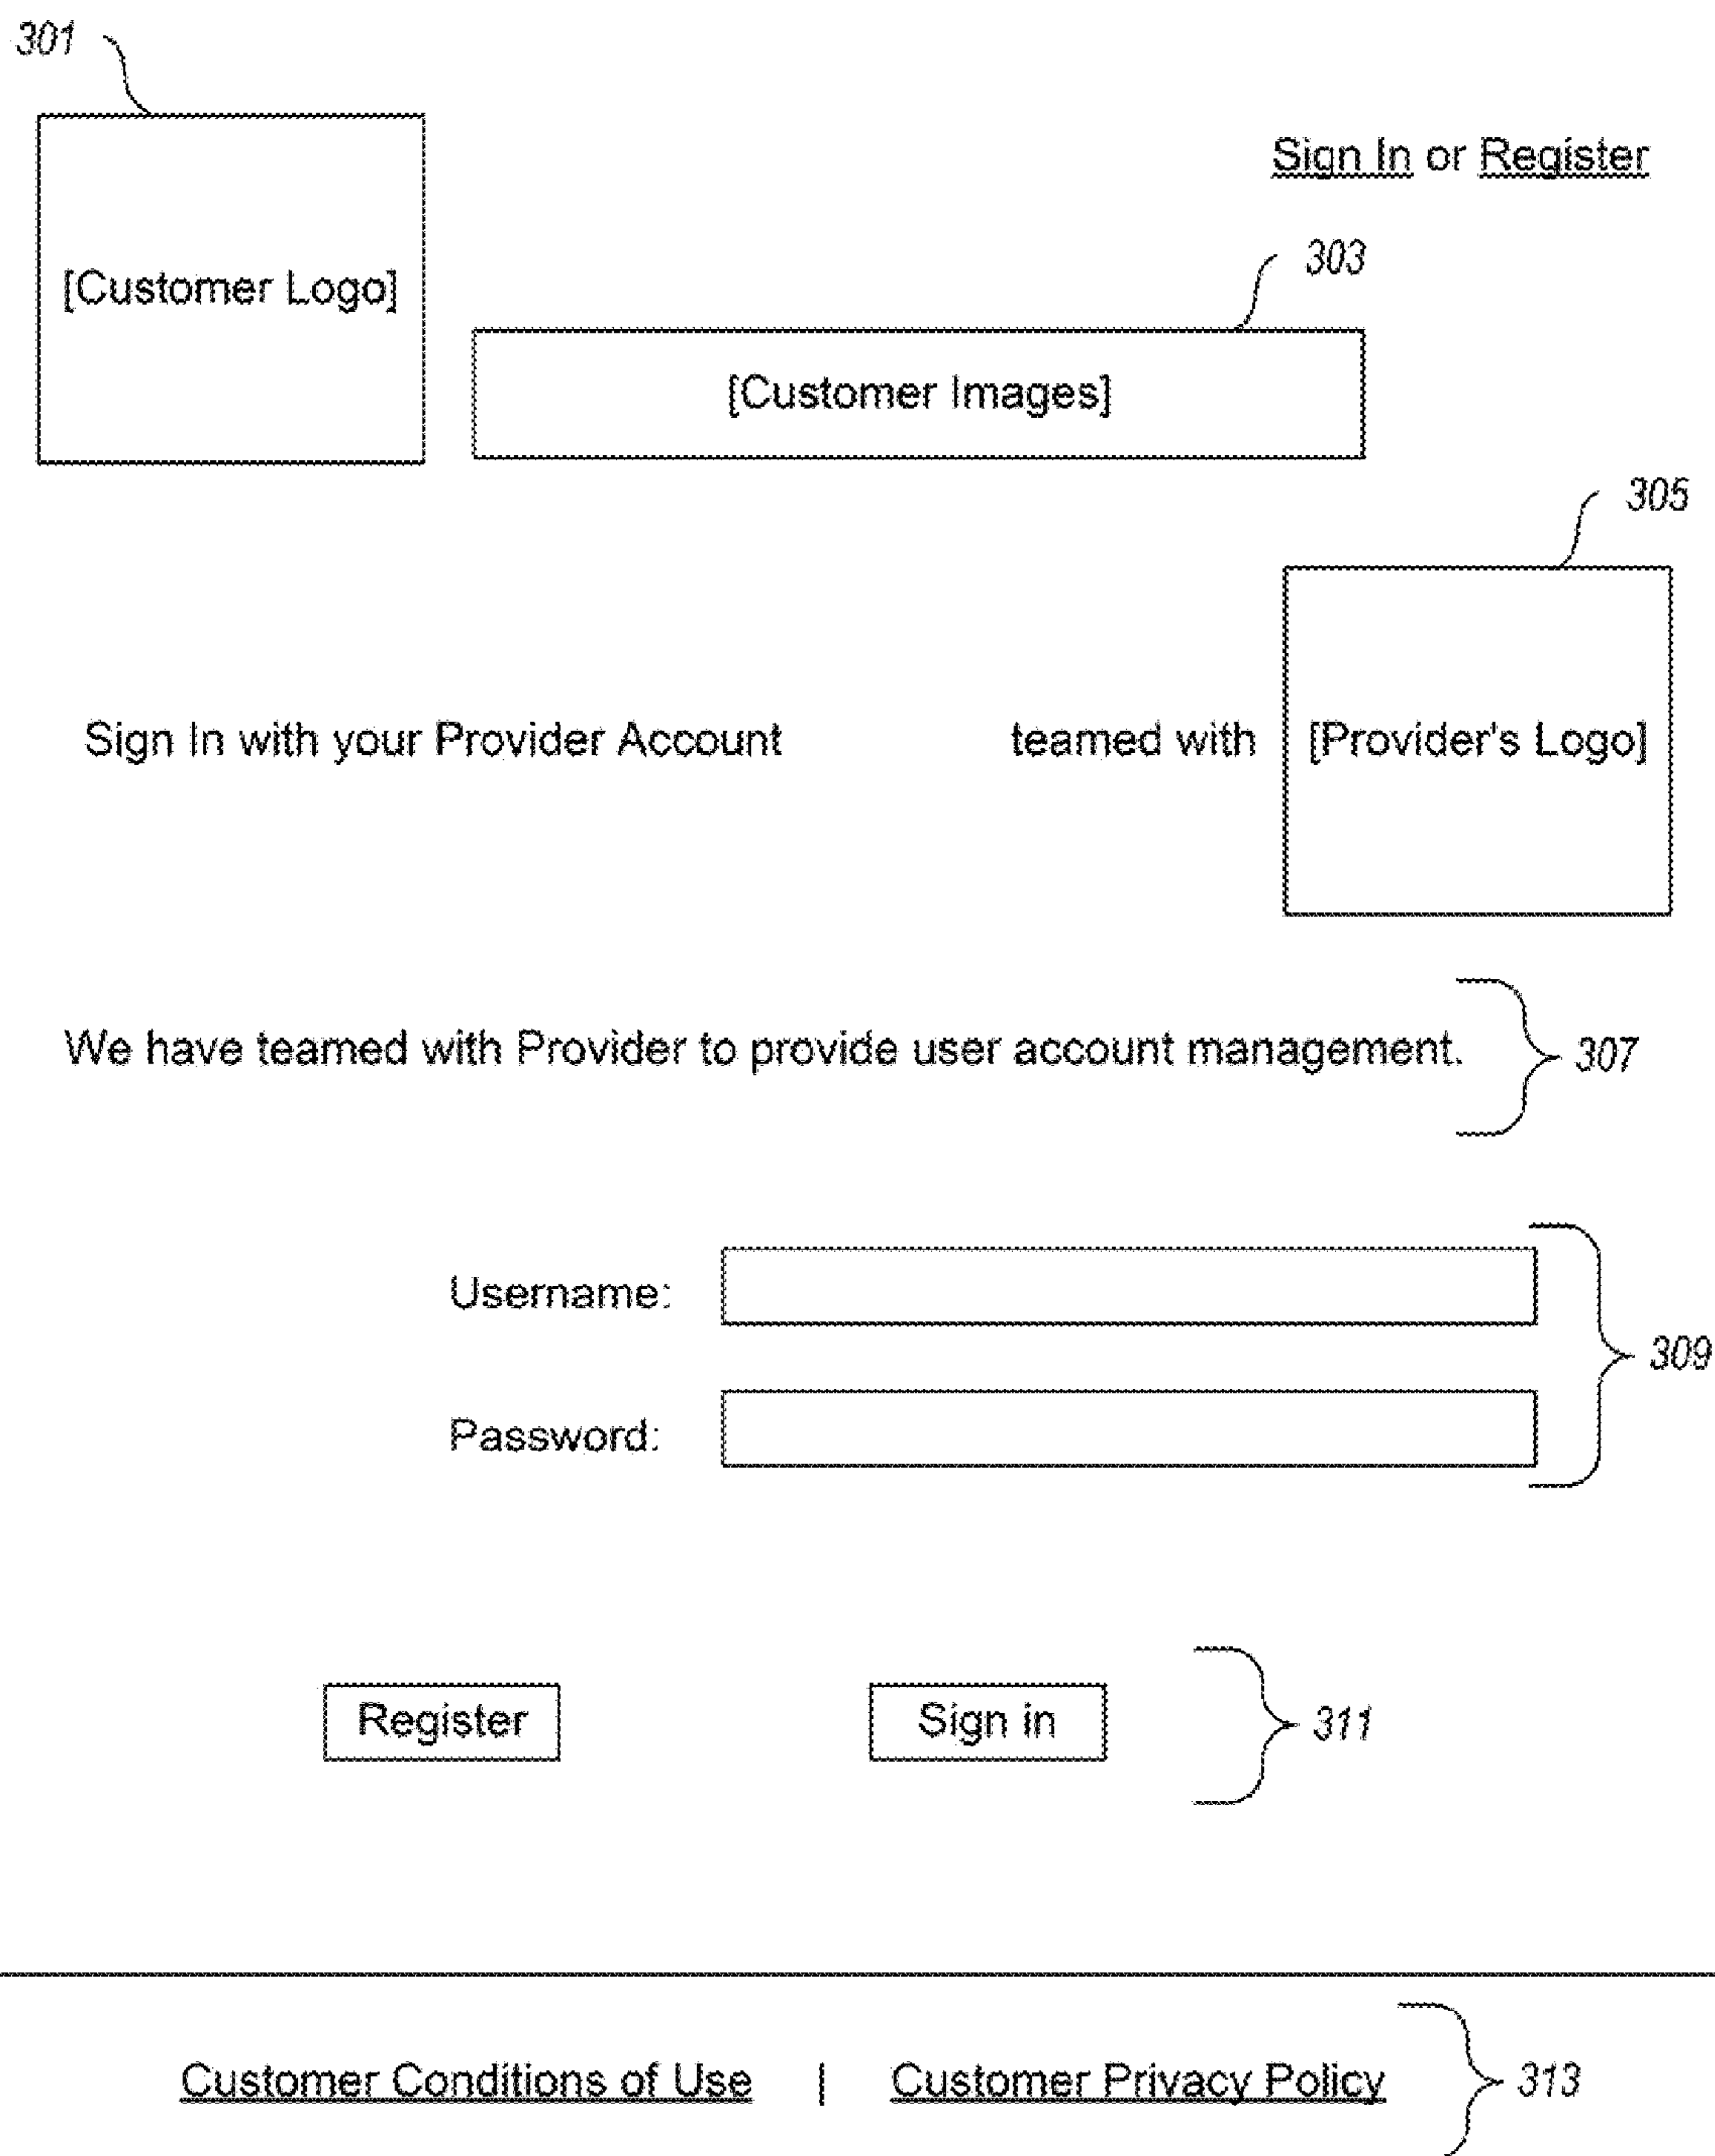 301
Sign In or Register
[Customer Logo]
303
[Customer Images]
305
Sign In with your Provider Account teamed with [Provider's Logo]
We have teamed with Provider to provide user account management. 307
Username:
309
Password:
Register Sign in 311
Customer Conditions of Use | Customer Privacy Policy 313